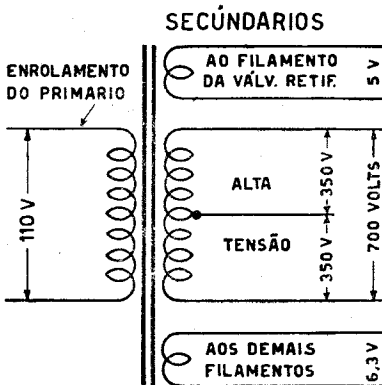 SECÚNDARIOS
ENROLAMENTO
DO PRIMARIO
AO FILAMENTO
DA VÁLV. RETIF.
5 V
110 V
ALTA
TENSÃO
350 V
350 V
700 VOLTS
AOS DEMAIS
FILAMENTOS
6,3 V